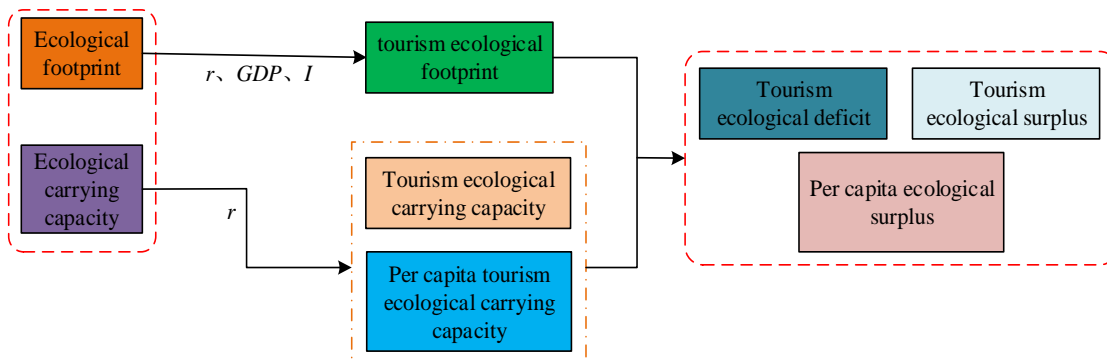 Ecological
footprint
r、GDP、I
tourism ecological
footprint
Ecological
carrying
capacity
r
Tourism ecological
carrying capacity
Per capita tourism
ecological carrying
capacity
Tourism
ecological deficit
Tourism
ecological surplus
Per capita ecological
surplus